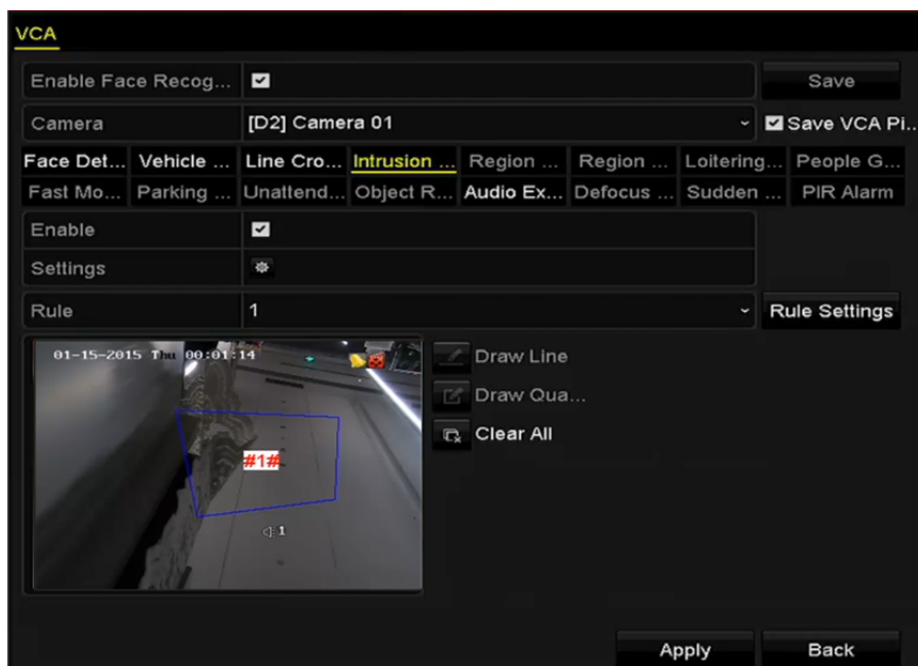 VCA
Enable Face Recog... Save
Camera [D2] Camera 01 Save VCA Pi..
Face Det... Vehicle ... Line Cro... Intrusion ... Region ... Region ... Loitering... People G...
Fast Mo... Parking ... Unattend... Object R... Audio Ex... Defocus ... Sudden ... PIR Alarm
Enable
Settings
Rule 1 Rule Settings
01-15-2015 Thu 00:01:14
Draw Line
Draw Qua...
Clear All
#1#
1
Apply Back